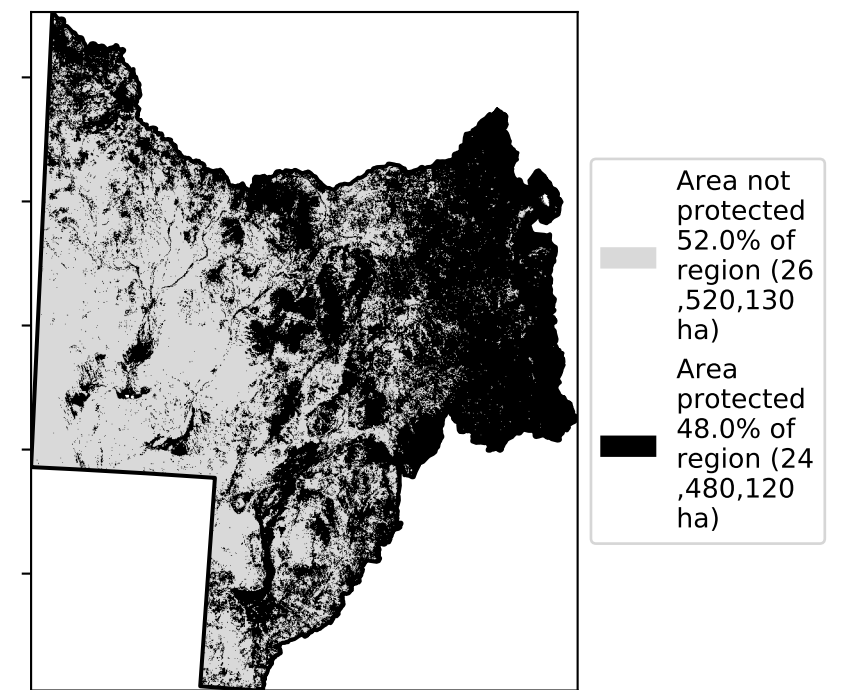 Area not
protected
52.0% of
region (26
,520,130
ha)
Area
protected
48.0% of
region (24
,480,120
ha)